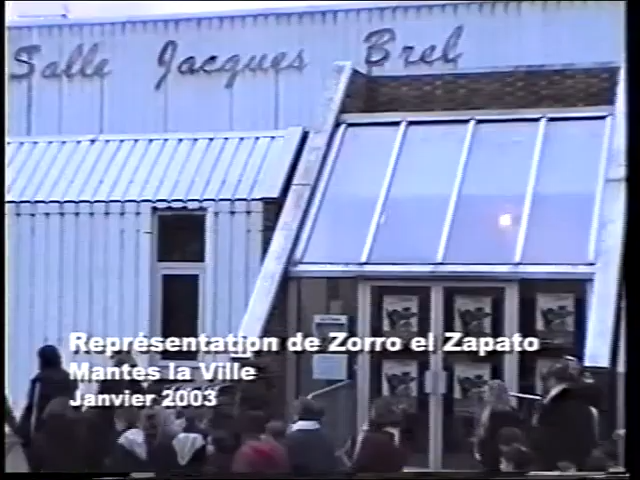 Salle Jacques Brel
Représentation de Zorro el Zapato
Mantes la Ville
Janvier 2003